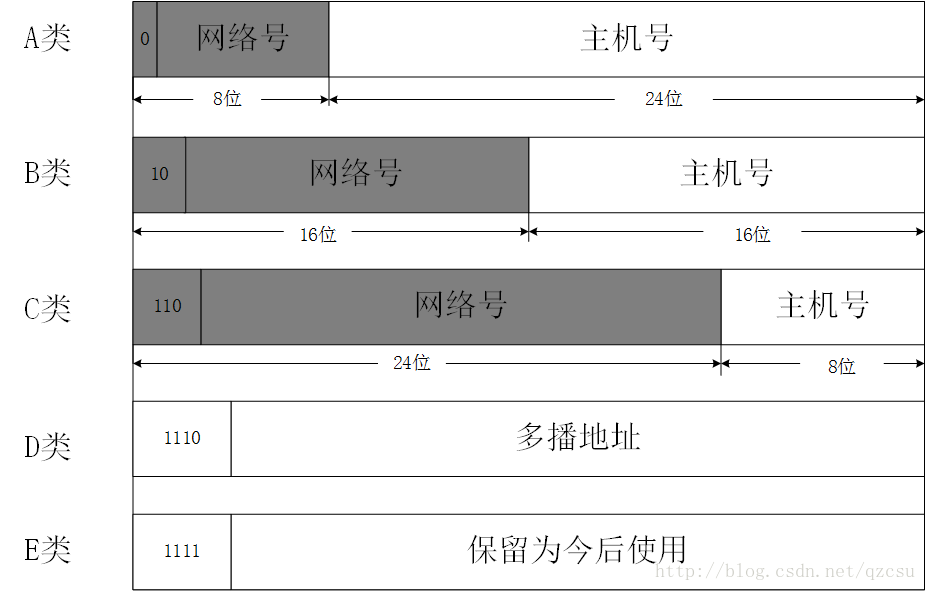 A类 0 网络号 主机号
8位 24位
B类 10 网络号 主机号
16位 16位
C类 110 网络号 主机号
24位 8位
D类 1110 多播地址
E类 1111 保留为今后使用
http://blog.csdn.net/qzcsu